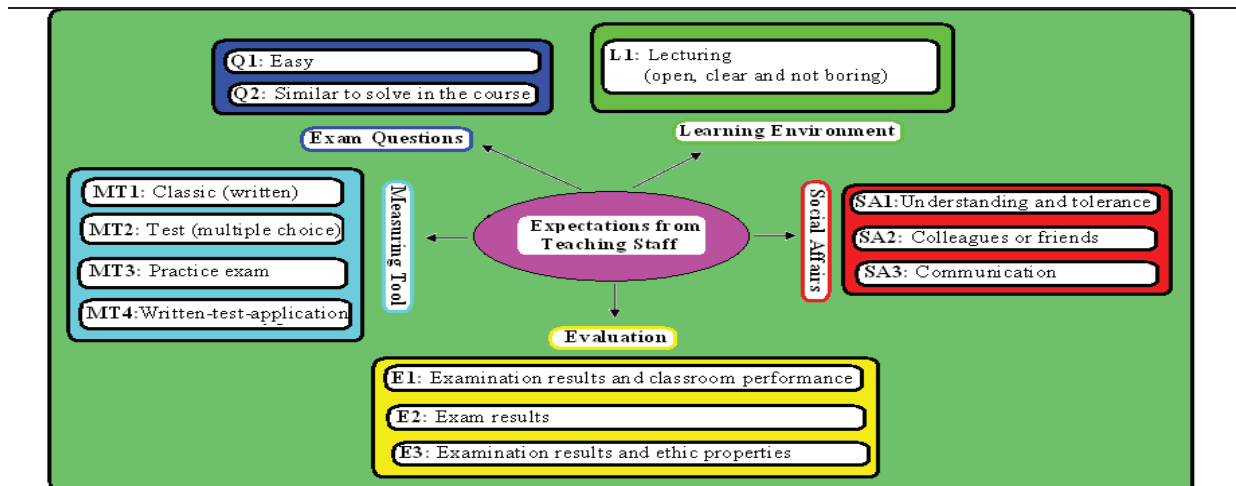 Q1: Easy
Q2: Similar to solve in the course
Exam Questions
L1: Lecturing
(open, clear and not boring)
Learning Environment
MT1: Classic (written)
MT2: Test (multiple choice)
MT3: Practice exam
MT4:Written-test-application
Measuring Tool
Expectations from
Teaching Staff
Social Affairs
SA1:Understanding and tolerance
SA2: Colleagues or friends
SA3: Communication
Evaluation
E1: Examination results and classroom performance
E2: Exam results
E3: Examination results and ethic properties